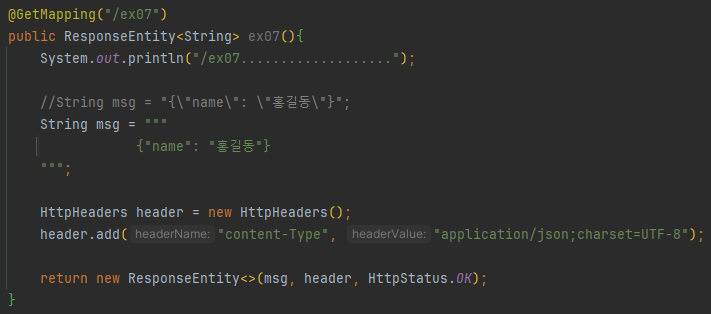 @GetMapping("/ex07")
public ResponseEntity<String> ex07(){
System.out.println("/ex07...................");
//String msg = "{\"name\": \"홍길동\"}";
String msg = """
{"name": "홍길동"}
""";
HttpHeaders header = new HttpHeaders();
header.add( headerName: "content-Type", headerValue: "application/json;charset=UTF-8");
return new ResponseEntity<>(msg, header, HttpStatus.OK);
}